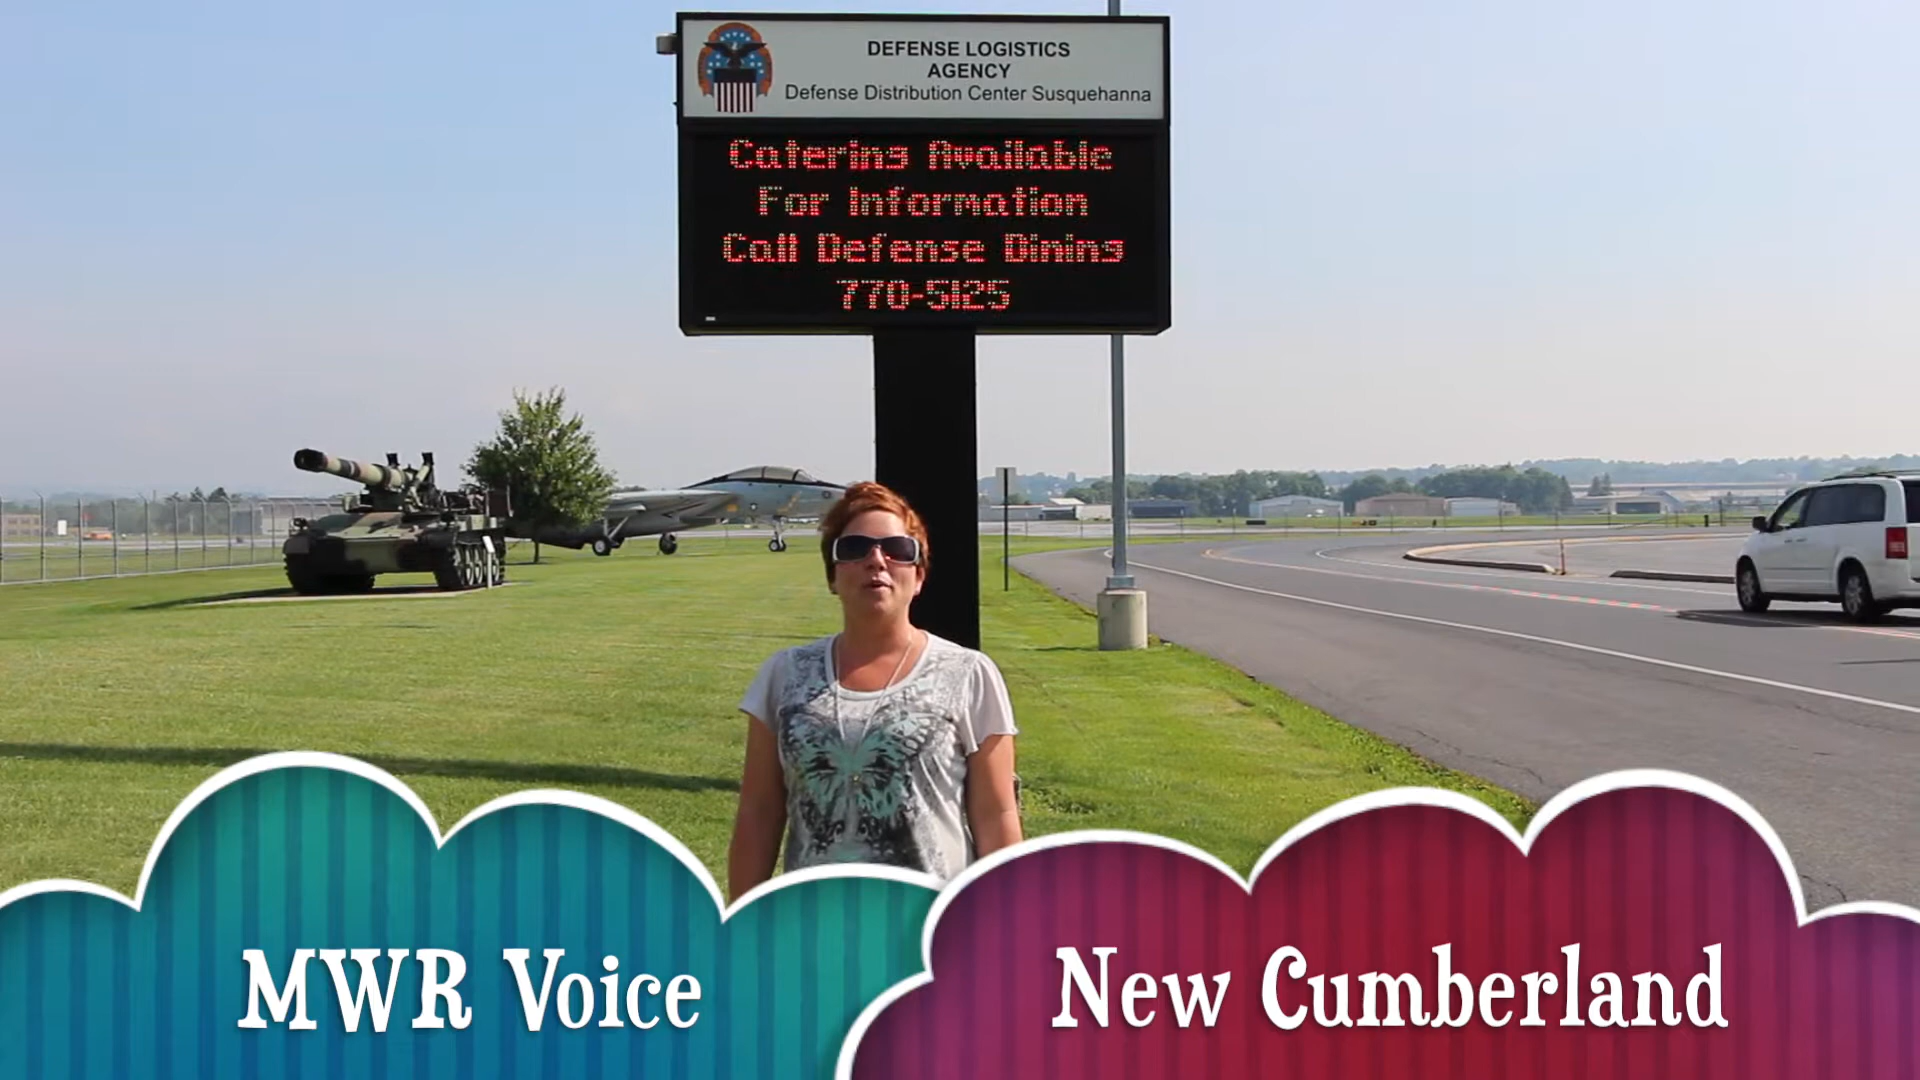 DEFENSE LOGISTICS
AGENCY
Defense Distribution Center Susquehanna
Catering Available
For Information
Call Defense Dining
770-5125
MWR Voice
New Cumberland